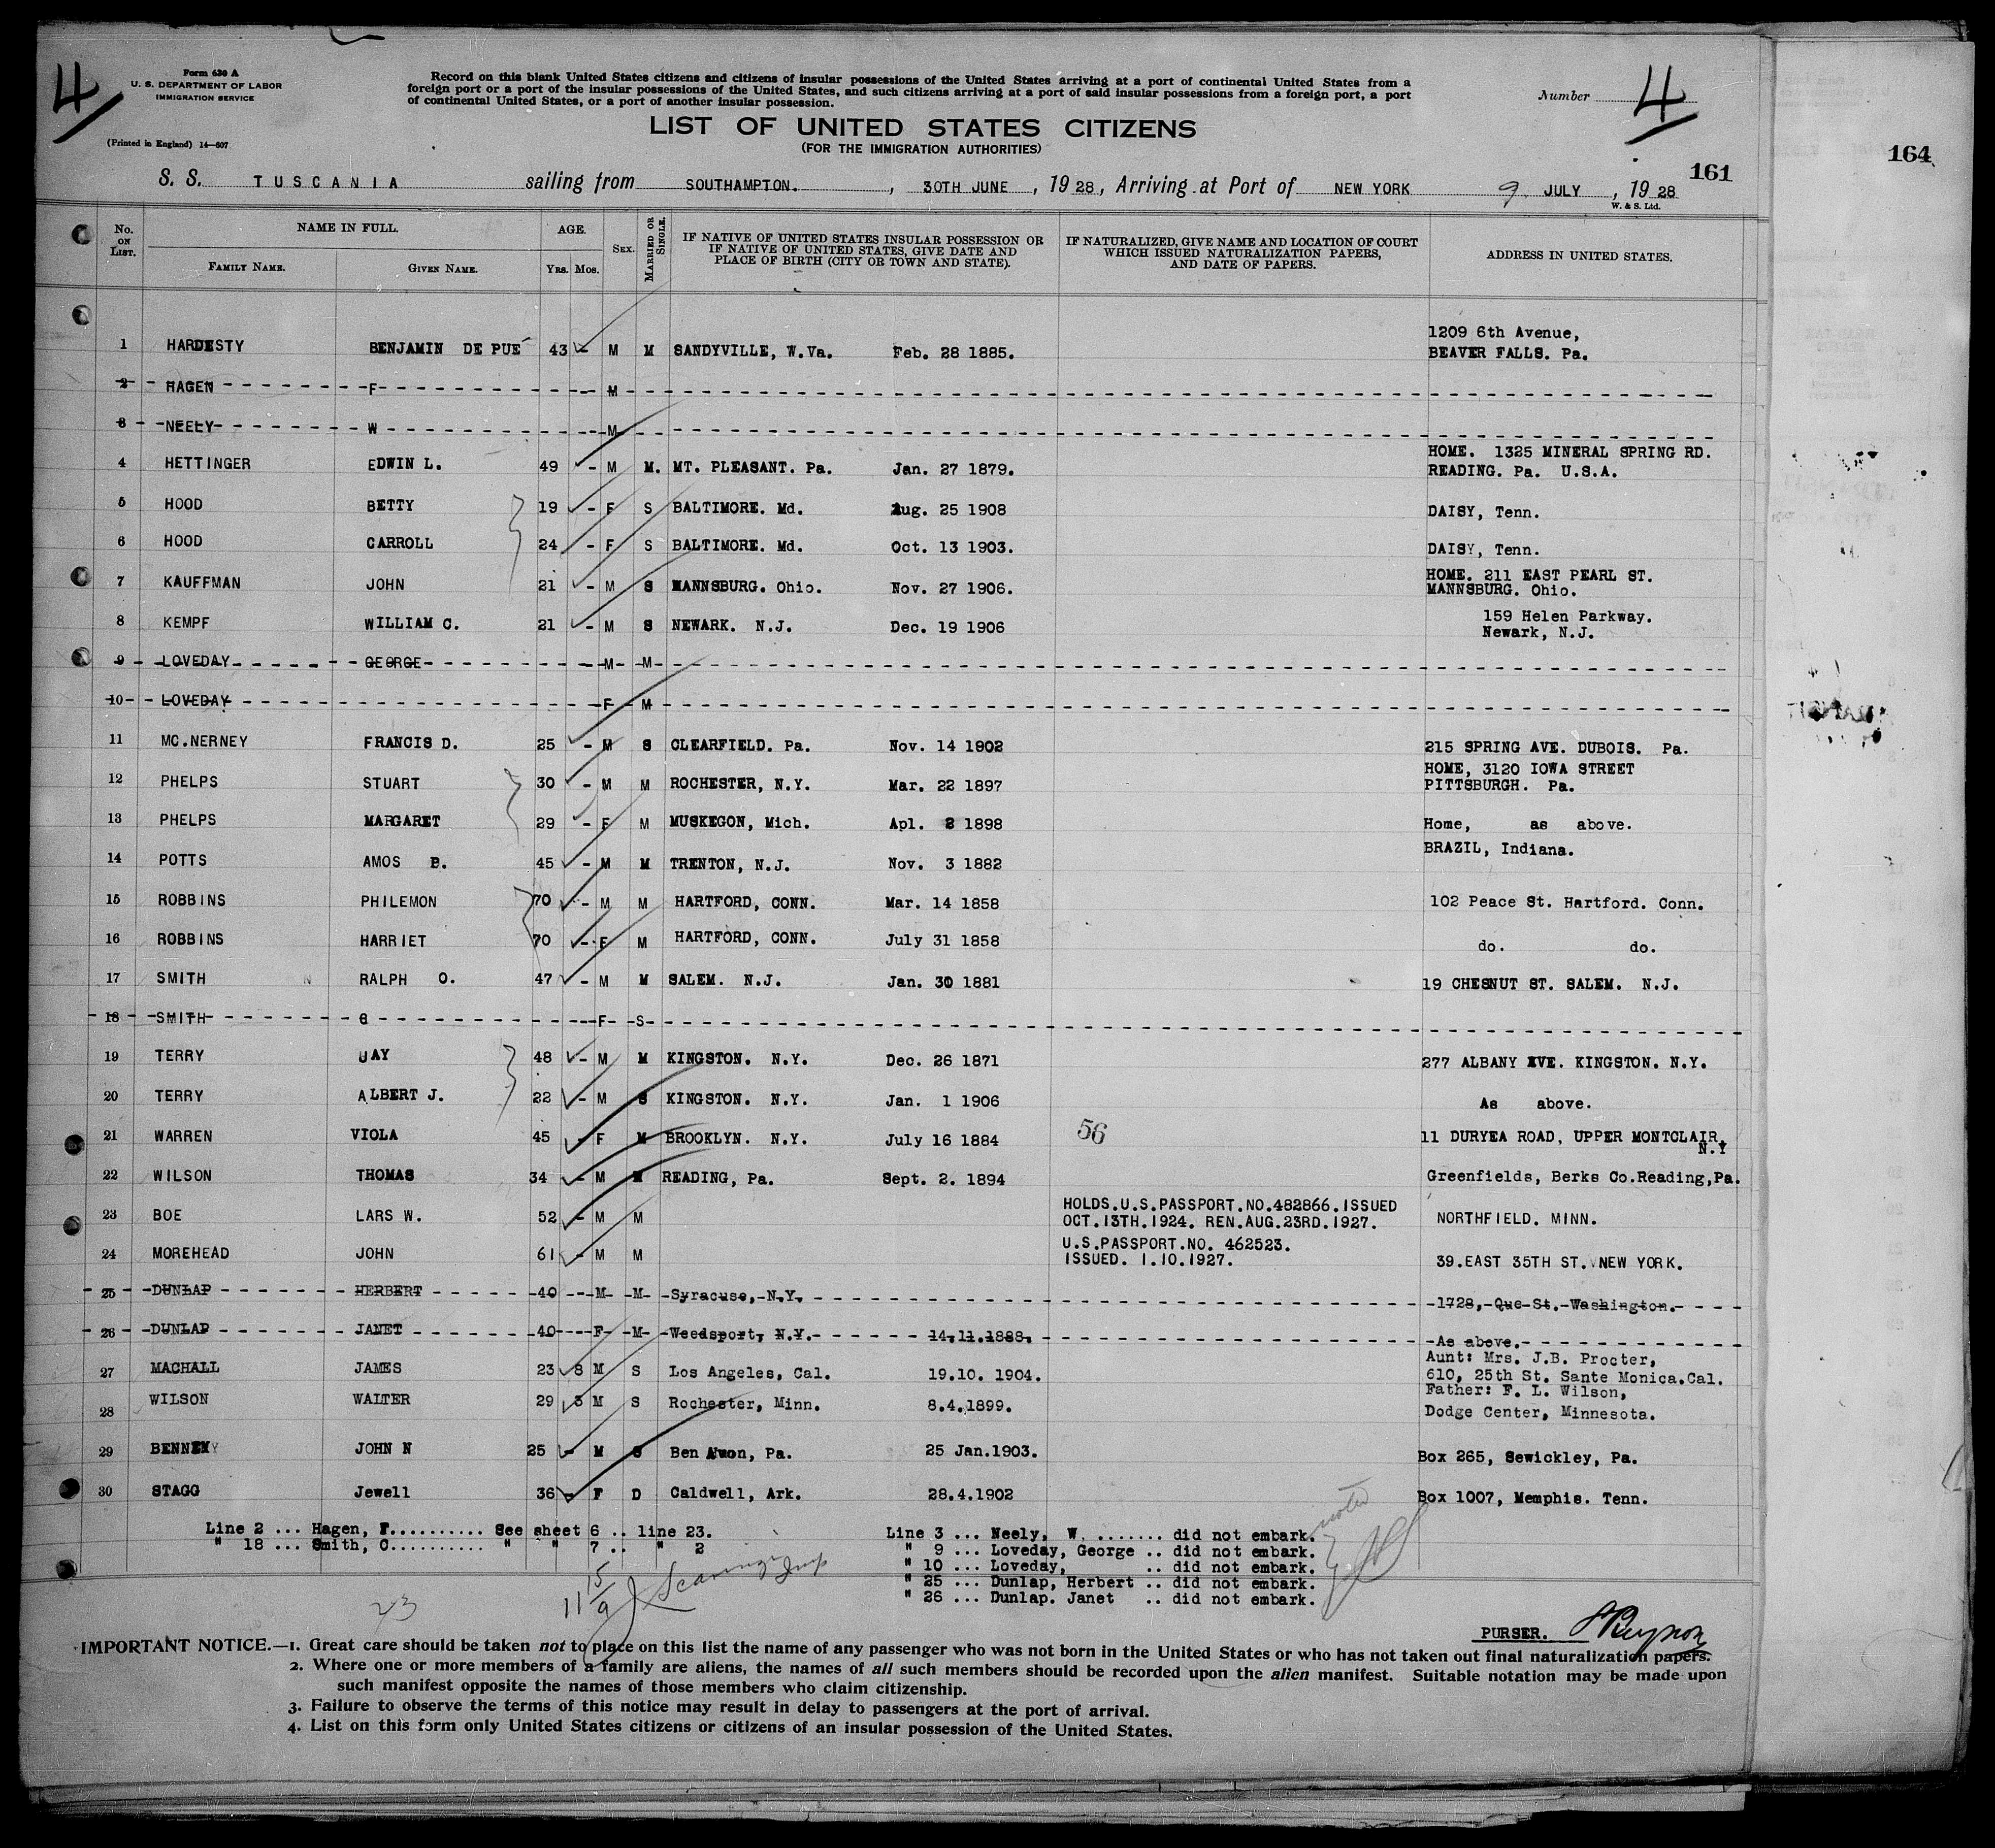 4
Form 630 A
U. S. DEPARTMENT OF LABOR
IMMIGRATION SERVICE
(Printed in England) 14—607
Record on this blank United States citizens and citizens of insular possessions of the United States arriving at a port of continental United States from a
foreign port or a port of the insular possessions of the United States, and such citizens arriving at a port of said insular possessions from a foreign port, a port
of continental United States, or a port of another insular possession.
Number 4
LIST OF UNITED STATES CITIZENS
(FOR THE IMMIGRATION AUTHORITIES)
161
164
S. S. TUSCANIA sailing from SOUTHAMPTON. , 30TH JUNE , 19 28, Arriving at Port of NEW YORK 9 JULY , 19 28
W. & S. Ltd.
No. ON LIST. NAME IN FULL. FAMILY NAME. GIVEN NAME. AGE. Yrs. Mos. SEX. MARRIED OR SINGLE. IF NATIVE OF UNITED STATES INSULAR POSSESSION OR IF NATIVE OF UNITED STATES, GIVE DATE AND PLACE OF BIRTH (CITY OR TOWN AND STATE). IF NATURALIZED, GIVE NAME AND LOCATION OF COURT WHICH ISSUED NATURALIZATION PAPERS, AND DATE OF PAPERS. ADDRESS IN UNITED STATES.
1 HARDESTY BENJAMIN DE PUE 43 - M M SANDYVILLE, W.Va. Feb. 28 1885. 1209 6th Avenue, BEAVER FALLS. Pa.
2 HAGEN F M
3 NEELY W M
4 HETTINGER EDWIN L. 49 - M M. MT. PLEASANT. Pa. Jan. 27 1879. HOME. 1325 MINERAL SPRING RD. READING. Pa. U.S.A.
5 HOOD BETTY 19 - F S BALTIMORE. Md. Aug. 25 1908 DAISY, Tenn.
6 HOOD CARROLL 24 - F S BALTIMORE. Md. Oct. 13 1903. DAISY, Tenn.
7 KAUFFMAN JOHN 21 - M S MANNSBURG. Ohio. Nov. 27 1906. HOME. 211 EAST PEARL ST. MANNSBURG. Ohio.
8 KEMPF WILLIAM C. 21 - M S NEWARK. N.J. Dec. 19 1906 159 Helen Parkway. Newark, N.J.
9 LOVEDAY GEORGE M M
10 LOVEDAY F M
11 MC.NERNEY FRANCIS D. 25 - M S CLEARFIELD. Pa. Nov. 14 1902 215 SPRING AVE. DUBOIS. Pa.
12 PHELPS STUART 30 - M M ROCHESTER, N.Y. Mar. 22 1897 HOME, 3120 IOWA STREET PITTSBURGH. Pa.
13 PHELPS MARGARET 29 - F M MUSKEGON, Mich. Apl. 2 1898 Home, as above.
14 POTTS AMOS P. 45 - M M TRENTON, N.J. Nov. 3 1882 BRAZIL, Indiana.
15 ROBBINS PHILEMON 70 - M M HARTFORD, CONN. Mar. 14 1858 102 Peace St. Hartford. Conn.
16 ROBBINS HARRIET 70 - F M HARTFORD, CONN. July 31 1858 do. do.
17 SMITH RALPH O. 47 - M M SALEM. N.J. Jan. 30 1881 19 CHESNUT ST. SALEM. N.J.
18 SMITH C F S
19 TERRY JAY 48 - M M KINGSTON. N.Y. Dec. 26 1871 277 ALBANY AVE. KINGSTON. N.Y.
20 TERRY ALBERT J. 22 - M S KINGSTON. N.Y. Jan. 1 1906 As above.
21 WARREN VIOLA 45 - F M BROOKLYN. N.Y. July 16 1884 56 11 DURYEA ROAD, UPPER MONTCLAIR, N.Y
22 WILSON THOMAS 34 - M M READING, Pa. Sept. 2. 1894 Greenfields, Berks Co.Reading,Pa.
23 BOE LARS W. 52 - M M HOLDS.U.S.PASSPORT.NO.482866.ISSUED OCT.13TH.1924. REN.AUG.23RD.1927. NORTHFIELD. MINN.
24 MOREHEAD JOHN 61 - M M U.S.PASSPORT.NO. 462523. ISSUED. 1.10.1927. 39.EAST 35TH ST. NEW YORK.
25 DUNLAP HERBERT 40 M M Syracuse, N.Y. 1728, Que St. Washington.
26 DUNLAP JANET 40 F M Weedsport, N.Y. 14.11.1888. As above.
27 MACHALL JAMES 23 8 M S Los Angeles, Cal. 19.10. 1904. Aunt: Mrs. J.B. Procter, 610, 25th St. Sante Monica.Cal.
28 WILSON WALTER 29 3 M S Rochester, Minn. 8.4.1899. Father: F. L. Wilson, Dodge Center, Minnesota.
29 BENNEY JOHN N 25 - M S Ben Avon, Pa. 25 Jan.1903. Box 265, Sewickley, Pa.
30 STAGG Jewell 36 - F D Caldwell, Ark. 28.4.1902 Box 1007, Memphis. Tenn.
Line 2 ... Hagen, F.......... See sheet 6 .. line 23.
" 18 ... Smith, C.......... " " 7 .. " 2
Line 3 ... Neely, W. ....... did not embark.
" 9 ... Loveday, George .. did not embark.
" 10 ... Loveday, .. did not embark.
" 25 ... Dunlap, Herbert .. did not embark.
" 26 ... Dunlap. Janet .. did not embark.
noted
23
11 15/9
PURSER.
IMPORTANT NOTICE.—1. Great care should be taken not to place on this list the name of any passenger who was not born in the United States or who has not taken out final naturalization papers.
2. Where one or more members of a family are aliens, the names of all such members should be recorded upon the alien manifest. Suitable notation may be made upon
such manifest opposite the names of those members who claim citizenship.
3. Failure to observe the terms of this notice may result in delay to passengers at the port of arrival.
4. List on this form only United States citizens or citizens of an insular possession of the United States.